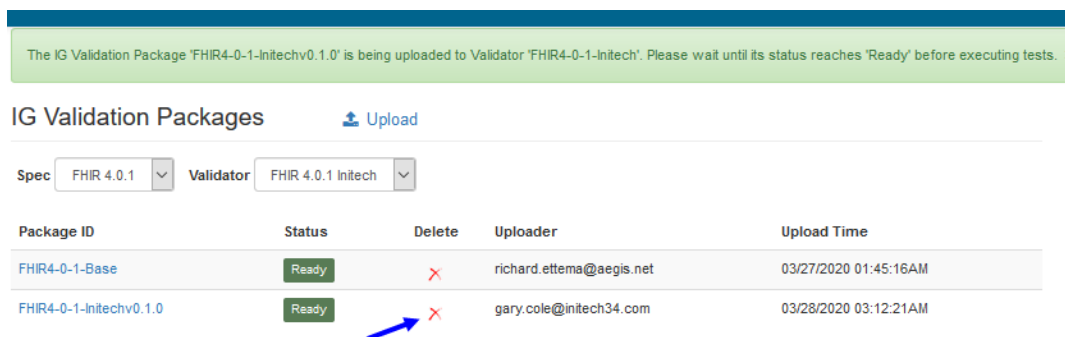 The IG Validation Package 'FHIR4-0-1-Initechv0.1.0' is being uploaded to Validator 'FHIR4-0-1-Initech'. Please wait until its status reaches 'Ready' before executing tests.
IG Validation Packages Upload
Spec FHIR 4.0.1 Validator FHIR 4.0.1 Initech
Package ID Status Delete Uploader Upload Time
FHIR4-0-1-Base Ready richard.ettema@aegis.net 03/27/2020 01:45:16AM
FHIR4-0-1-Initechv0.1.0 Ready gary.cole@initech34.com 03/28/2020 03:12:21AM